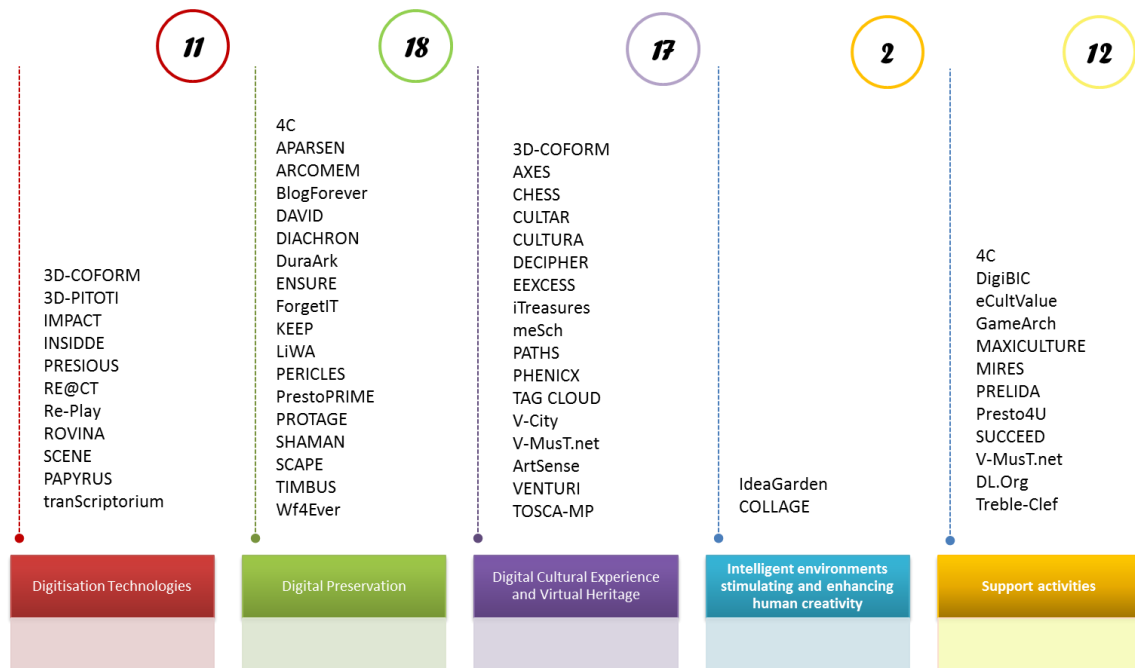 11
3D-COFORM
3D-PITOTI
IMPACT
INSIDDE
PRESIOUS
RE@CT
Re-Play
ROVINA
SCENE
PAPYRUS
tranScriptorium
Digitisation Technologies
18
4C
APARSEN
ARCOMEM
BlogForever
DAVID
DIACHRON
DuraArk
ENSURE
ForgetIT
KEEP
LiWA
PERICLES
PrestoPRIME
PROTAGE
SHAMAN
SCAPE
TIMBUS
Wf4Ever
Digital Preservation
17
3D-COFORM
AXES
CHESS
CULTAR
CULTURA
DECIPHER
EEXCESS
iTreasures
meSch
PATHS
PHENICX
TAG CLOUD
V-City
V-MusT.net
ArtSense
VENTURI
TOSCA-MP
Digital Cultural Experience
and Virtual Heritage
2
IdeaGarden
COLLAGE
Intelligent environments
stimulating and enhancing
human creativity
12
4C
DigiBIC
eCultValue
GameArch
MAXICULTURE
MIRES
PRELIDA
Presto4U
SUCCEED
V-MusT.net
DL.Org
Treble-Clef
Support activities